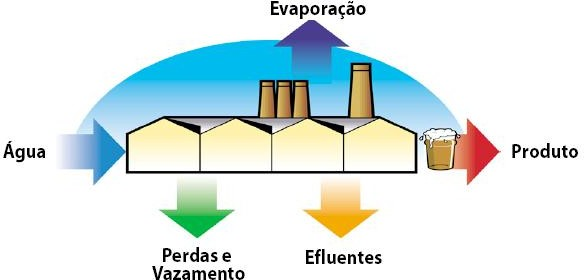 Evaporação
Água
Produto
Perdas e
Vazamento
Efluentes